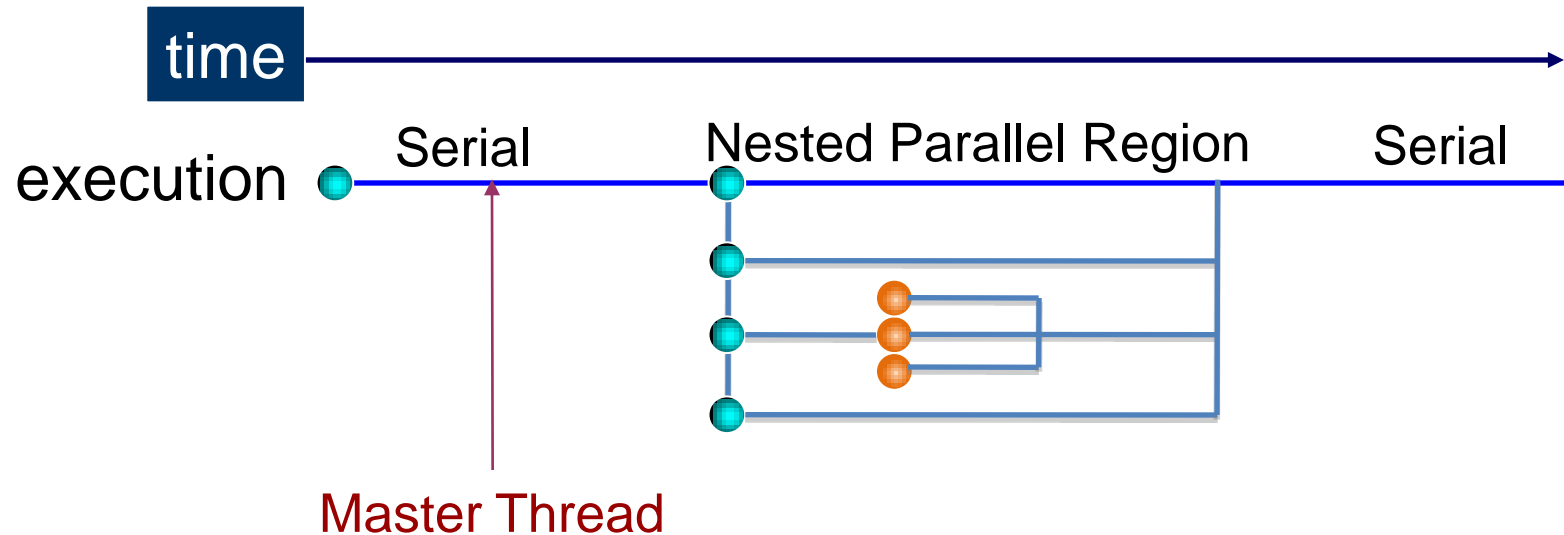 time
Serial
Nested Parallel Region
Serial
execution
Master Thread